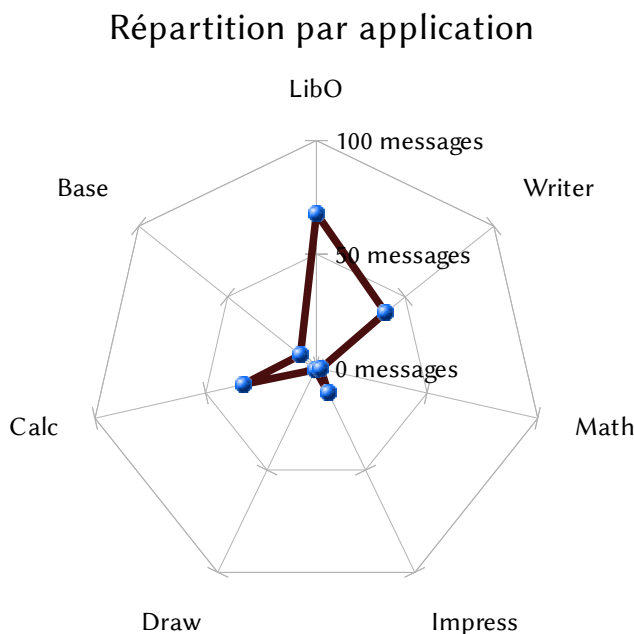 Répartition par application
LibO
100 messages
Base
Writer
50 messages
0 messages
Calc
Math
Draw
Impress